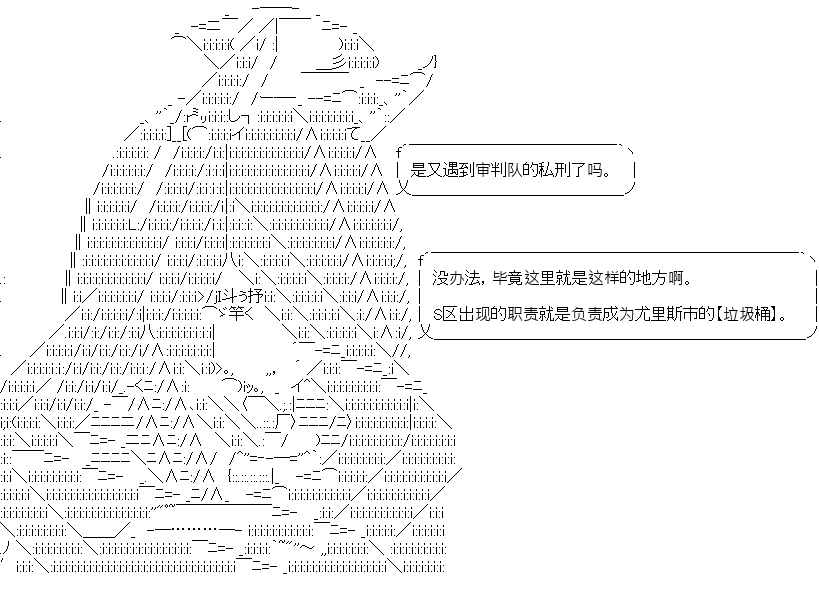 是又遇到审判队的私刑了吗。
没办法，毕竟这里就是这样的地方啊。
S区出现的职责就是负责成为尤里斯市的【垃圾桶】。